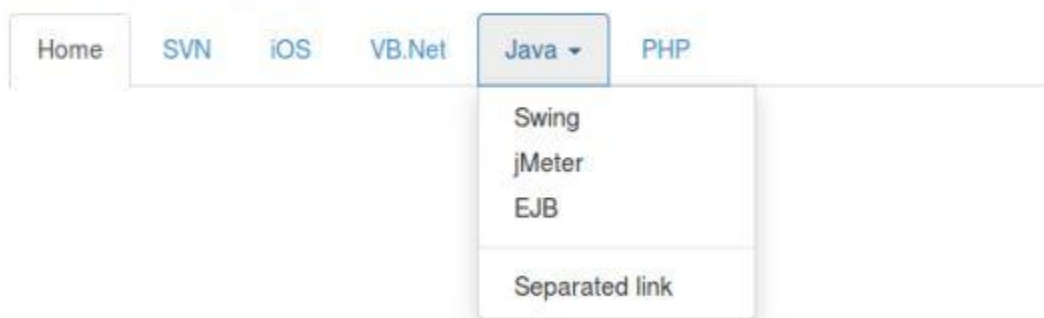 Home SVN iOS VB.Net Java PHP
Swing
jMeter
EJB
Separated link